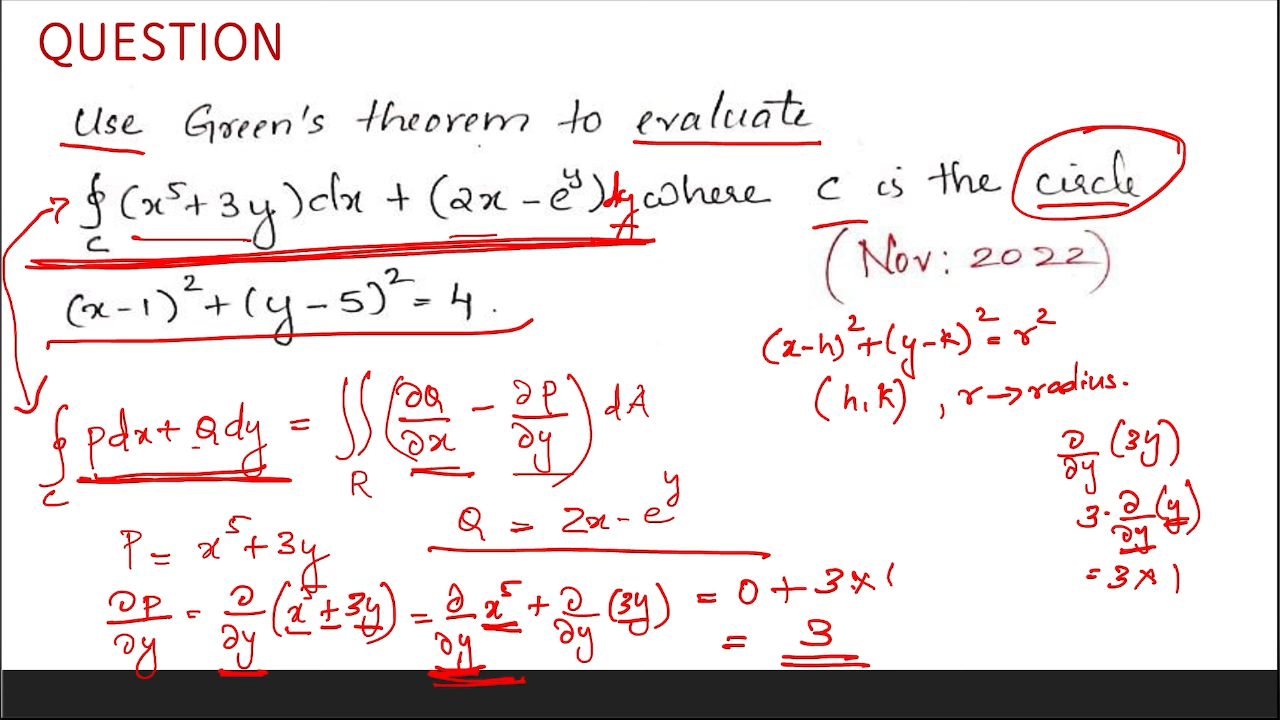 QUESTION
Use Green's theorem to evaluate
∮_C (x⁵ + 3y)dx + (2x − e^y)dy where C is the circle
(x−1)² + (y−5)² = 4.
(Nov: 2022)
(x−h)² + (y−k)² = r²
(h, k), r → radius.
∮_C Pdx + Qdy = ∬_R (∂Q/∂x − ∂P/∂y) dA
∂/∂y (3y)
3·∂/∂y (y)
= 3×1
P = x⁵ + 3y
Q = 2x − e^y
∂P/∂y = ∂/∂y (x⁵ + 3y) = ∂/∂y x⁵ + ∂/∂y (3y) = 0 + 3×1
= 3